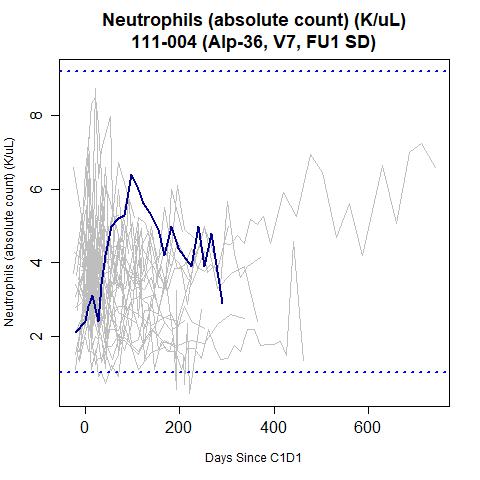 Neutrophils (absolute count) (K/uL)
111-004 (Alp-36, V7, FU1 SD)
Neutrophils (absolute count) (K/uL)
8
6
4
2
0 200 400 600
Days Since C1D1